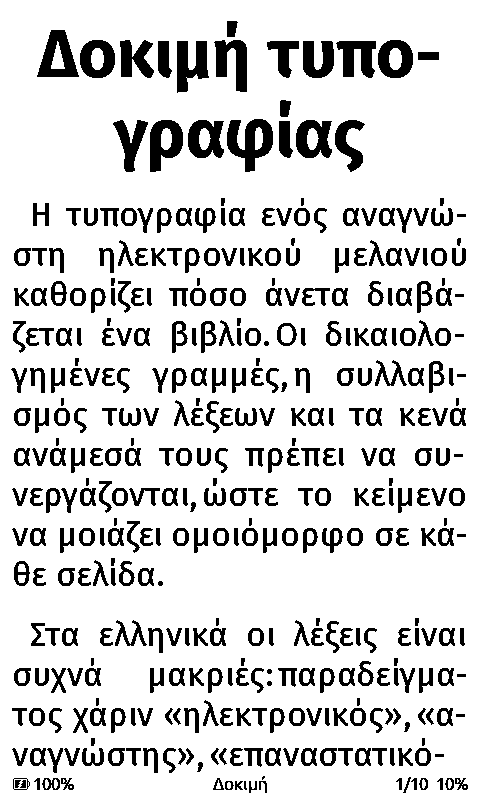 Δοκιμή τυπο-
γραφίας
Η τυπογραφία ενός αναγνώ-
στη ηλεκτρονικού μελανιού
καθορίζει πόσο άνετα διαβά-
ζεται ένα βιβλίο. Οι δικαιολο-
γημένες γραμμές, η συλλαβι-
σμός των λέξεων και τα κενά
ανάμεσά τους πρέπει να συ-
νεργάζονται, ώστε το κείμενο
να μοιάζει ομοιόμορφο σε κά-
θε σελίδα.
Στα ελληνικά οι λέξεις είναι
συχνά μακριές: παραδείγμα-
τος χάριν «ηλεκτρονικός», «α-
ναγνώστης», «επαναστατικό-
100% Δοκιμή 1/10 10%